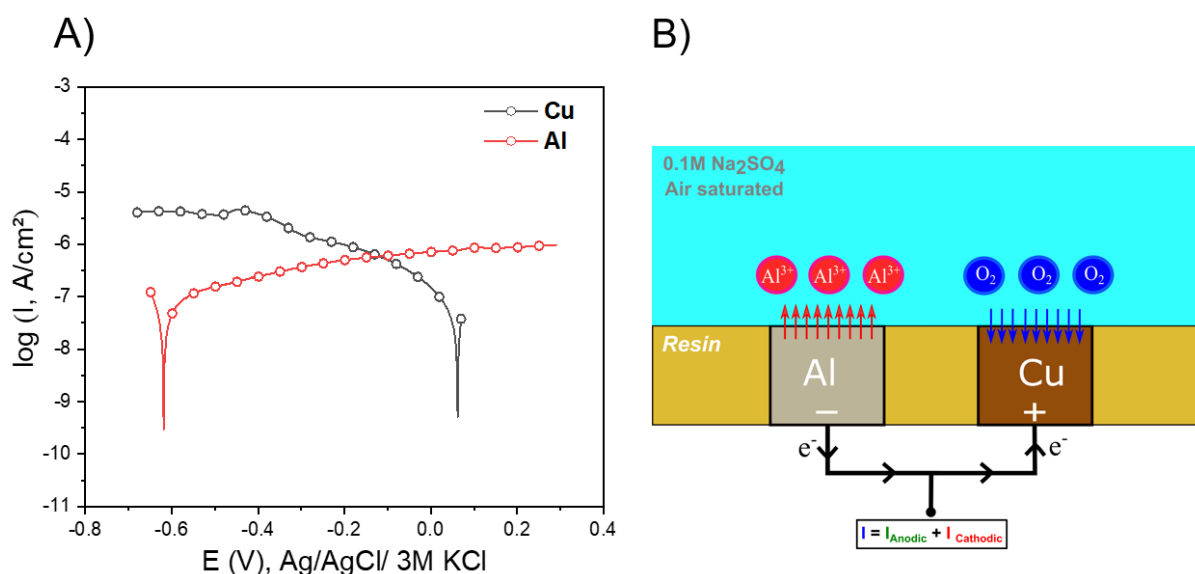 A)
-3
-4
-5
-6
-7
-8
-9
-10
-11
log (I, A/cm²)
Cu
Al
-0.8 -0.6 -0.4 -0.2 0.0 0.2 0.4
E (V), Ag/AgCl/ 3M KCl
B)
0.1M Na₂SO₄
Air saturated
Al³⁺ Al³⁺ Al³⁺ O₂ O₂ O₂
Resin
Al Cu
− +
e⁻ e⁻
I = I Anodic + I Cathodic